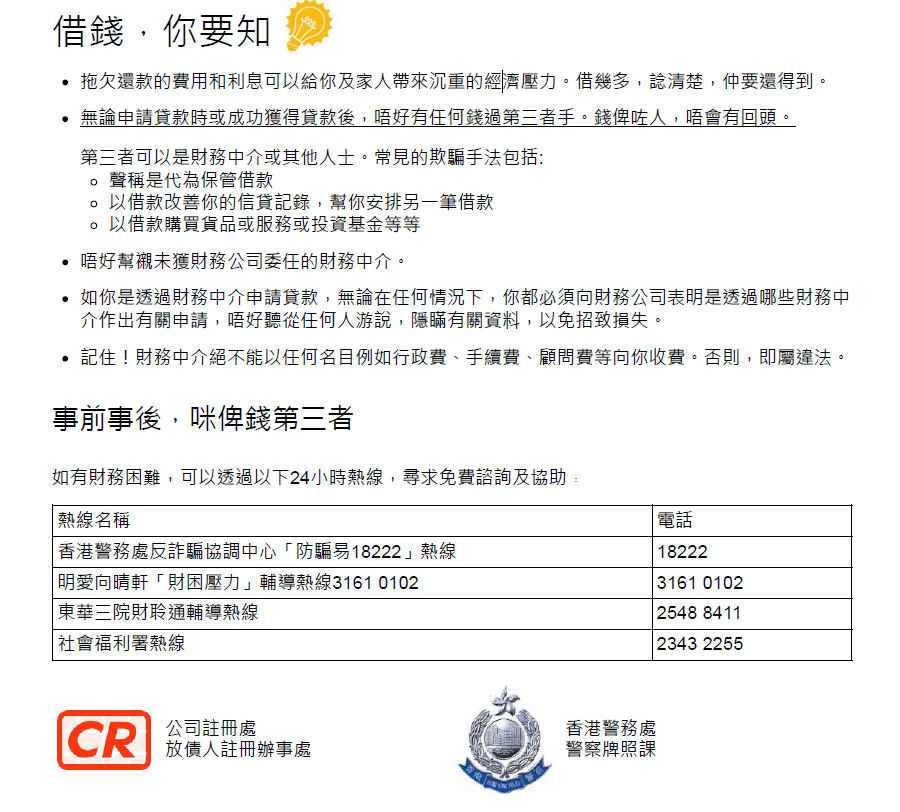 借錢，你要知
• 拖欠還款的費用和利息可以給你及家人帶來沉重的經濟壓力。借幾多，諗清楚，仲要還得到。
• 無論申請貸款時或成功獲得貸款後，唔好有任何錢過第三者手。錢俾咗人，唔會有回頭。
第三者可以是財務中介或其他人士。常見的欺騙手法包括:
○ 聲稱是代為保管借款
○ 以借款改善你的信貸記錄，幫你安排另一筆借款
○ 以借款購買貨品或服務或投資基金等等
• 唔好幫襯未獲財務公司委任的財務中介。
• 如你是透過財務中介申請貸款，無論在任何情況下，你都必須向財務公司表明是透過哪些財務中
介作出有關申請，唔好聽從任何人游說，隱瞞有關資料，以免招致損失。
• 記住！財務中介絕不能以任何名目例如行政費、手續費、顧問費等向你收費。否則，即屬違法。
事前事後，咪俾錢第三者
如有財務困難，可以透過以下24小時熱線，尋求免費諮詢及協助：
熱線名稱 電話
香港警務處反詐騙協調中心「防騙易18222」熱線 18222
明愛向晴軒「財困壓力」輔導熱線3161 0102 3161 0102
東華三院財聆通輔導熱線 2548 8411
社會福利署熱線 2343 2255
CR
公司註冊處
放債人註冊辦事處
香港警務處
警察牌照課
香港 警察